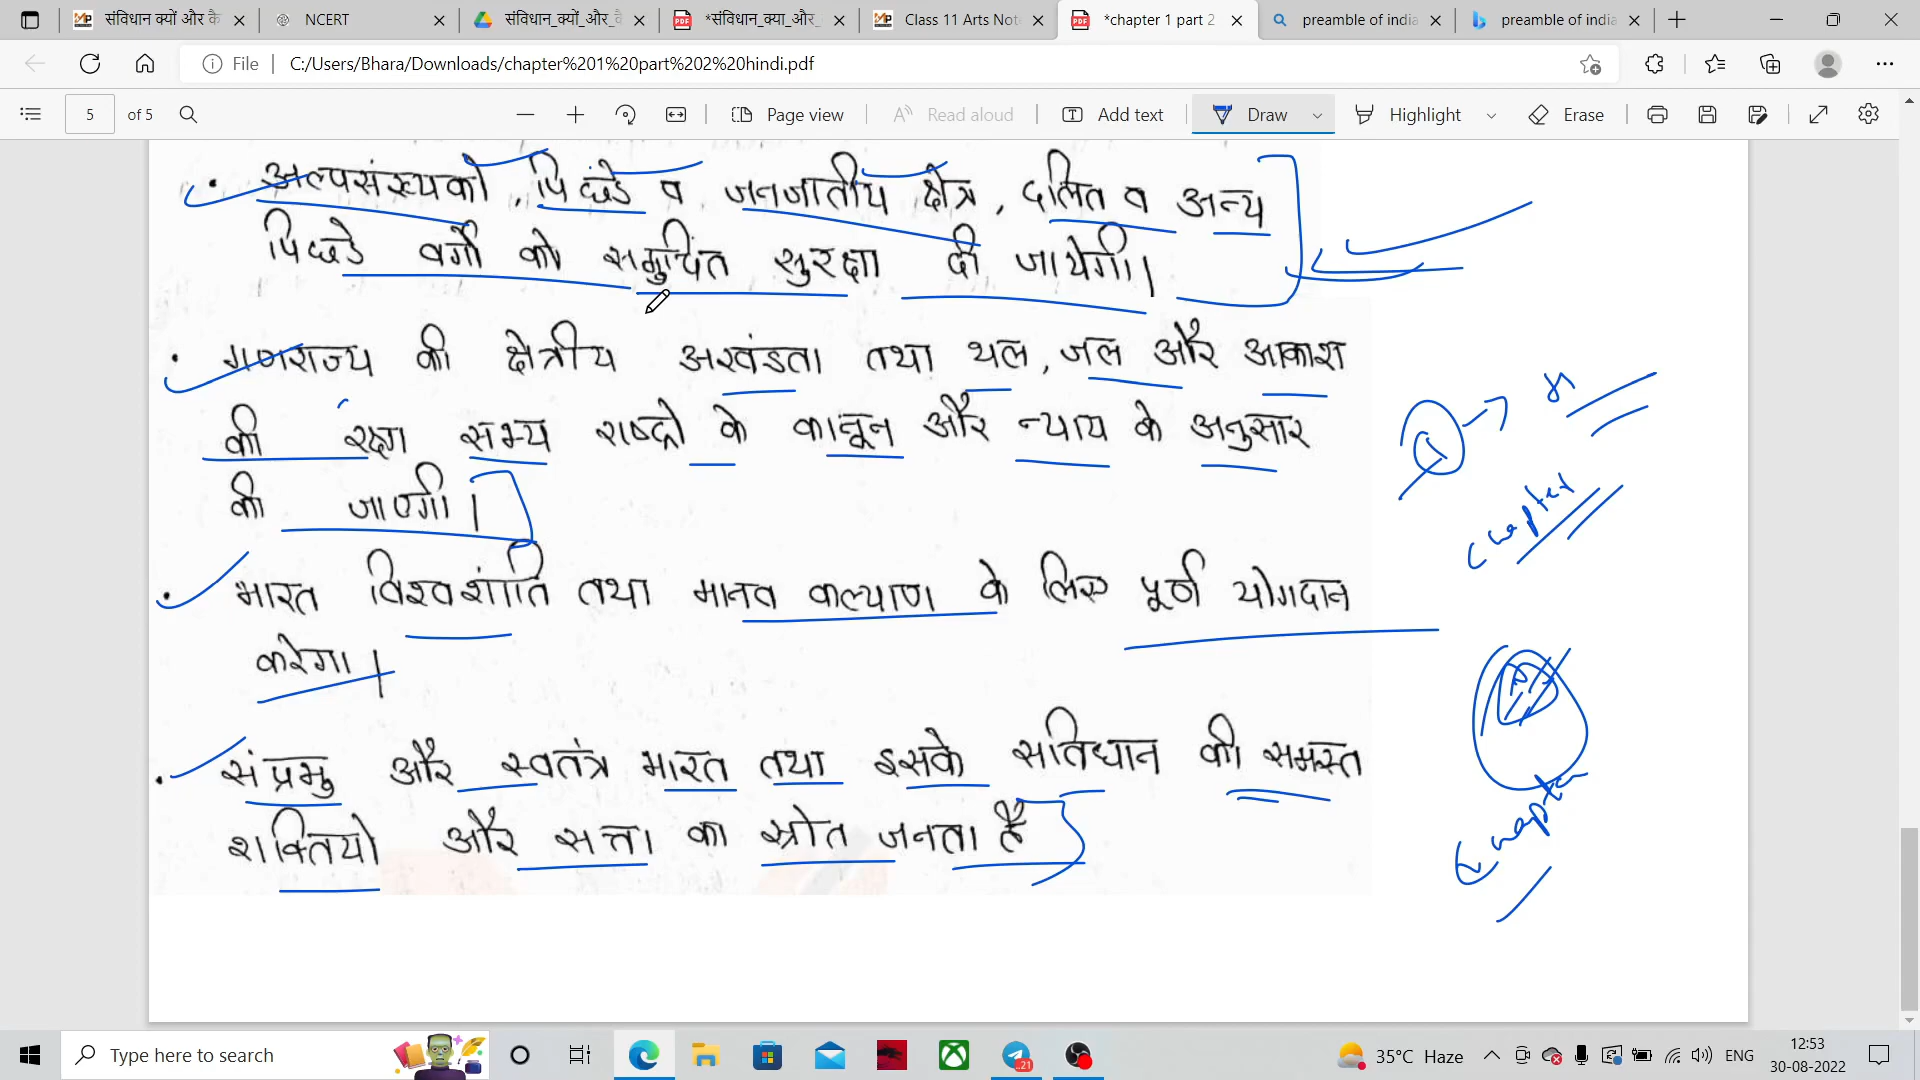 संविधान क्यों और कै
NCERT
संविधान_क्यों_और_कै
*संविधान_क्या_और_
Class 11 Arts Not
*chapter 1 part 2
preamble of india
preamble of india
File
C:/Users/Bhara/Downloads/chapter%201%20part%202%20hindi.pdf
5 of 5
Page view
Read aloud
Add text
Draw
Highlight
Erase
• अल्पसंख्यको, पिछडे व जनजातीय क्षेत्र, दलित व अन्य
पिछडे वर्गो को समुचित सुरक्षा दी जायेगी।
• गणराज्य की क्षेत्रीय अखंडता तथा थल, जल और आकाश
की रक्षा सभ्य राष्ट्रो के कानून और न्याय के अनुसार
की जाएगी।
• भारत विश्वशांति तथा मानव कल्याण के लिए पूर्ण योगदान
करेगा।
• संप्रभु और स्वतंत्र भारत तथा इसके संविधान की समस्त
शक्तियो और सत्ता का स्त्रोत जनता है
chapter
chapter
Type here to search
21
35°C Haze
ENG
12:53
30-08-2022